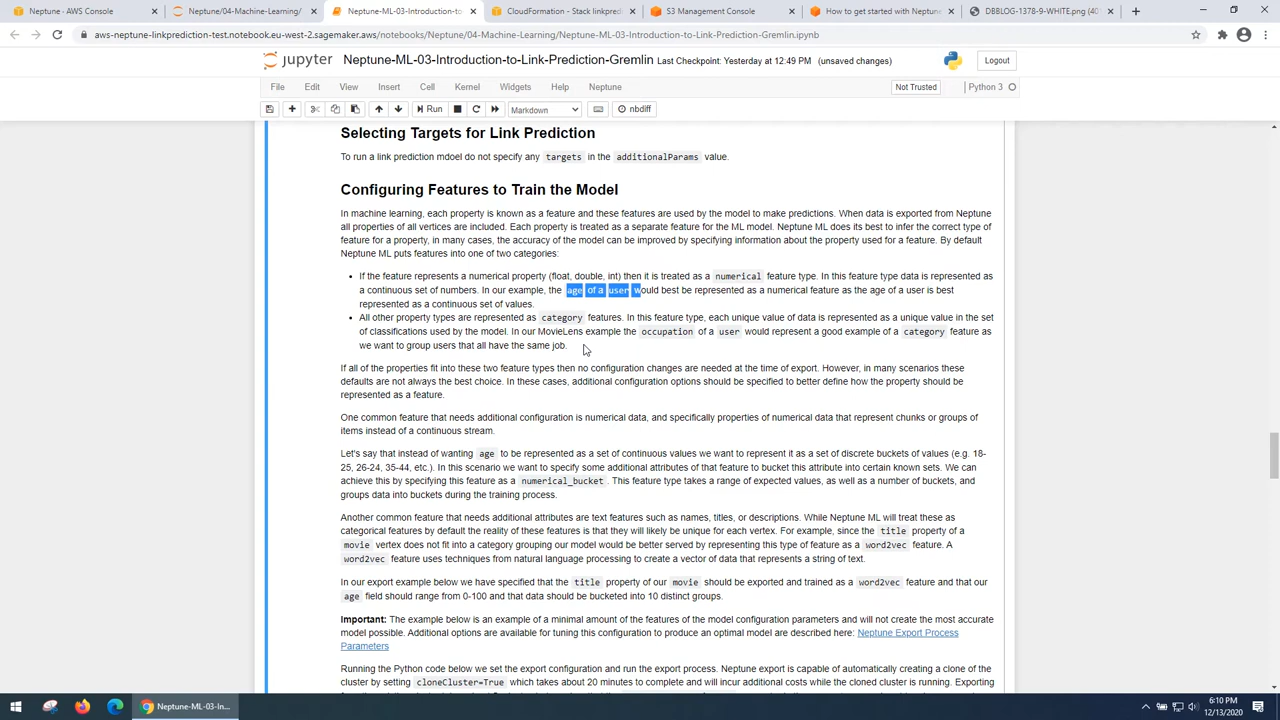 Neptune - AWS Console
Neptune/04-Machine-Learning/
Neptune-ML-03-Introduction-to-
CloudFormation - Stack linkpredic
S3 Management Console
How to get started with Neptune
DBBLOG-1378-9-WHITE.png (40
aws-neptune-linkprediction-test.notebook.eu-west-2.sagemaker.aws/notebooks/Neptune/04-Machine-Learning/Neptune-ML-03-Introduction-to-Link-Prediction-Gremlin.ipynb
jupyter Neptune-ML-03-Introduction-to-Link-Prediction-Gremlin Last Checkpoint: Yesterday at 12:49 PM (unsaved changes) Logout
File Edit View Insert Cell Kernel Widgets Help Neptune Not Trusted Python 3
Run Markdown nbdiff
Selecting Targets for Link Prediction
To run a link prediction mdoel do not specify any targets in the additionalParams value.
Configuring Features to Train the Model
In machine learning, each property is known as a feature and these features are used by the model to make predictions. When data is exported from Neptune
all properties of all vertices are included. Each property is treated as a separate feature for the ML model. Neptune ML does its best to infer the correct type of
feature for a property, in many cases, the accuracy of the model can be improved by specifying information about the property used for a feature. By default
Neptune ML puts features into one of two categories:
• If the feature represents a numerical property (float, double, int) then it is treated as a numerical feature type. In this feature type data is represented as
a continuous set of numbers. In our example, the age of a user would best be represented as a numerical feature as the age of a user is best
represented as a continuous set of values.
• All other property types are represented as category features. In this feature type, each unique value of data is represented as a unique value in the set
of classifications used by the model. In our MovieLens example the occupation of a user would represent a good example of a category feature as
we want to group users that all have the same job.
If all of the properties fit into these two feature types then no configuration changes are needed at the time of export. However, in many scenarios these
defaults are not always the best choice. In these cases, additional configuration options should be specified to better define how the property should be
represented as a feature.
One common feature that needs additional configuration is numerical data, and specifically properties of numerical data that represent chunks or groups of
items instead of a continuous stream.
Let's say that instead of wanting age to be represented as a set of continuous values we want to represent it as a set of discrete buckets of values (e.g. 18-
25, 26-24, 35-44, etc.). In this scenario we want to specify some additional attributes of that feature to bucket this attribute into certain known sets. We can
achieve this by specifying this feature as a numerical_bucket. This feature type takes a range of expected values, as well as a number of buckets, and
groups data into buckets during the training process.
Another common feature that needs additional attributes are text features such as names, titles, or descriptions. While Neptune ML will treat these as
categorical features by default the reality of these features is that they will likely be unique for each vertex. For example, since the title property of a
movie vertex does not fit into a category grouping our model would be better served by representing this type of feature as a word2vec feature. A
word2vec feature uses techniques from natural language processing to create a vector of data that represents a string of text.
In our export example below we have specified that the title property of our movie should be exported and trained as a word2vec feature and that our
age field should range from 0-100 and that data should be bucketed into 10 distinct groups.
Important: The example below is an example of a minimal amount of the features of the model configuration parameters and will not create the most accurate
model possible. Additional options are available for tuning this configuration to produce an optimal model are described here: Neptune Export Process
Parameters
Running the Python code below we set the export configuration and run the export process. Neptune export is capable of automatically creating a clone of the
cluster by setting cloneCluster=True which takes about 20 minutes to complete and will incur additional costs while the cloned cluster is running. Exporting
Neptune-ML-03-In...
6:10 PM
12/13/2020